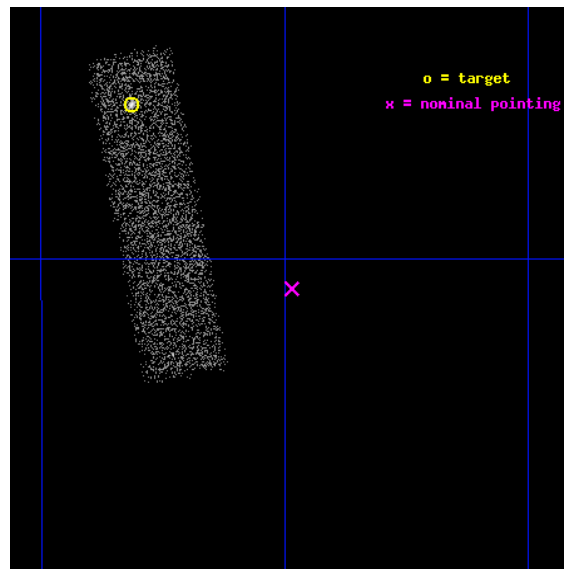 o = target
x = nominal pointing